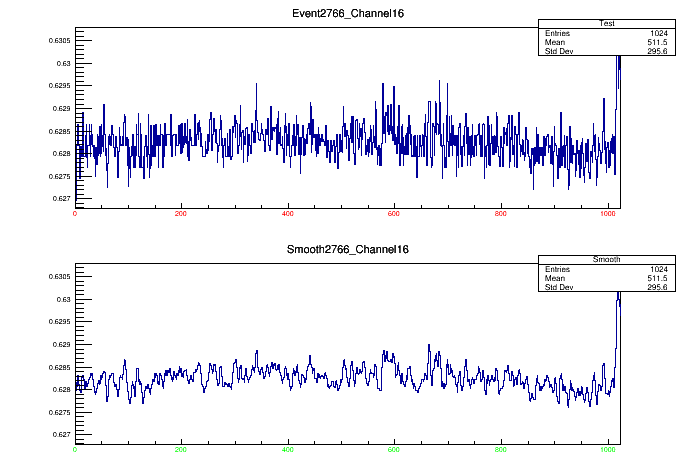 Event2766_Channel16
Test
Entries 1024
Mean 511.5
Std Dev 295.6
0.6305
0.63
0.6295
0.629
0.6285
0.628
0.6275
0.627
0 200 400 600 800 1000
Smooth2766_Channel16
Smooth
Entries 1024
Mean 511.5
Std Dev 295.6
0.6305
0.63
0.6295
0.629
0.6285
0.628
0.6275
0.627
0 200 400 600 800 1000